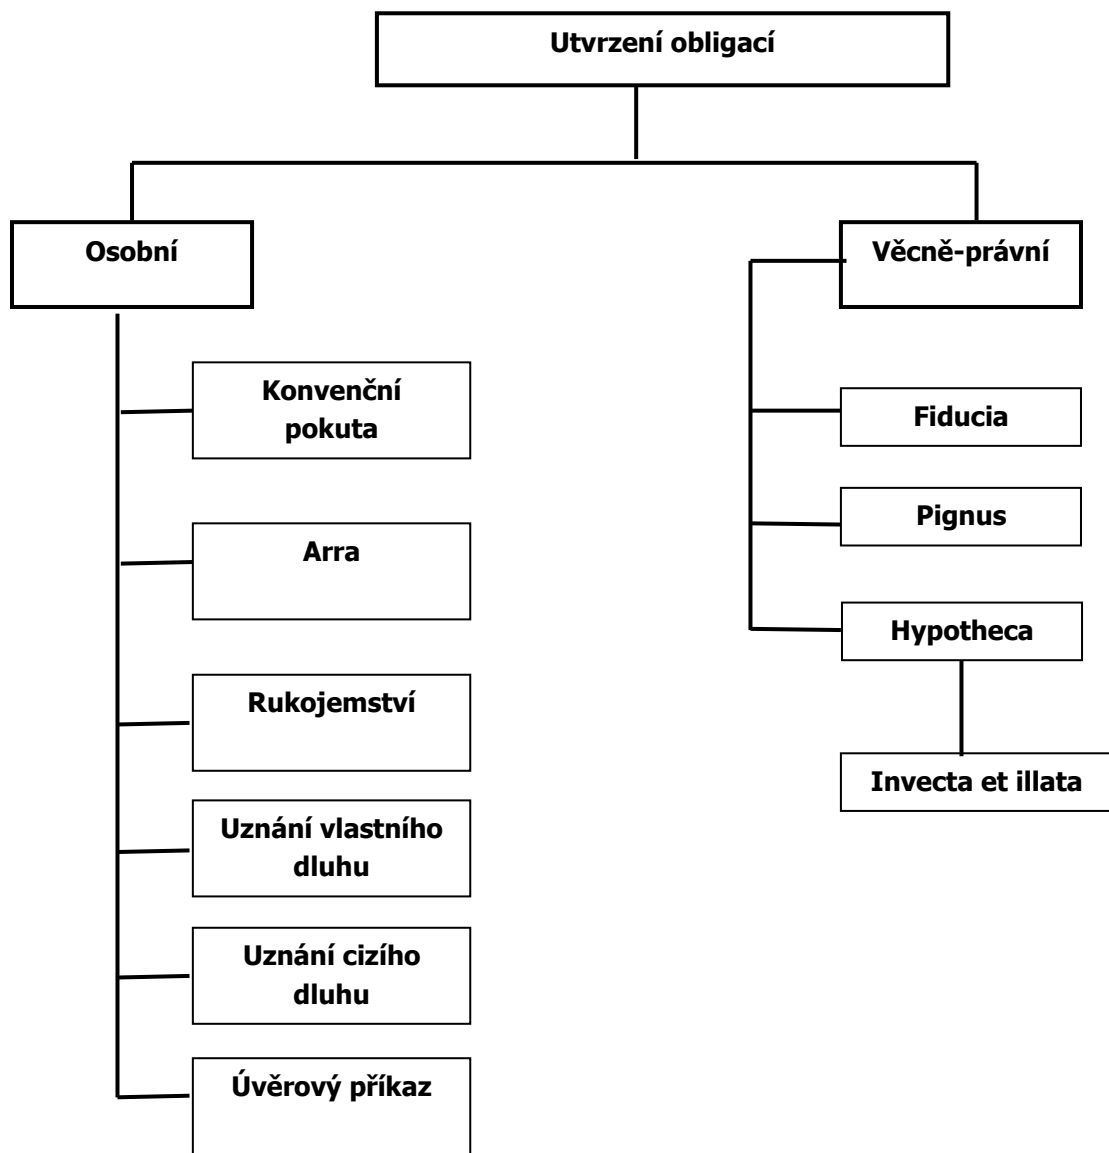 Utvrzení obligací
Osobní
Věcně-právní
Konvenční
pokuta
Arra
Rukojemství
Uznání vlastního
dluhu
Uznání cizího
dluhu
Úvěrový příkaz
Fiducia
Pignus
Hypotheca
Invecta et illata